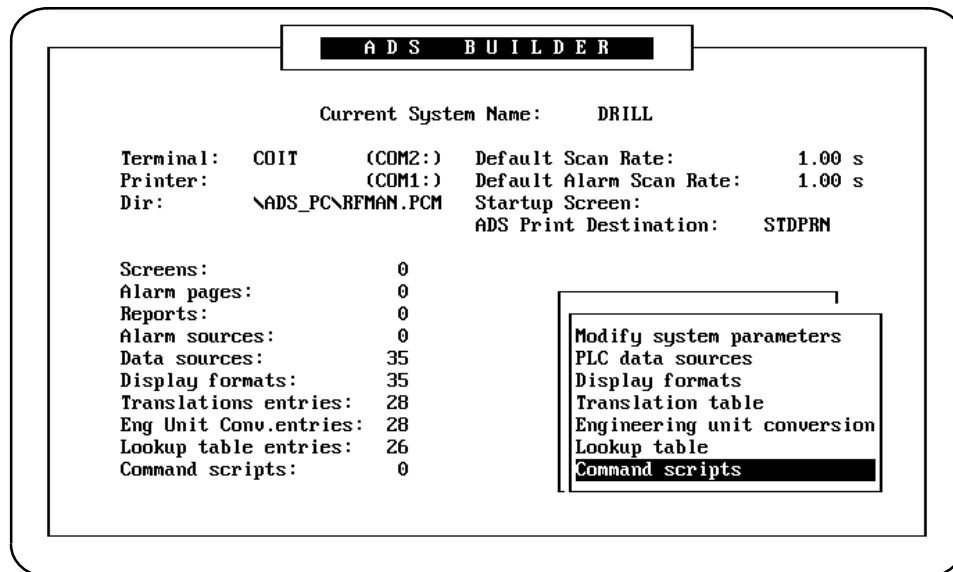 ADS BUILDER
Current System Name: DRILL
Terminal: COIT (COM2:) Default Scan Rate: 1.00 s
Printer: (COM1:) Default Alarm Scan Rate: 1.00 s
Dir: \ADS_PC\RFMAN.PCM Startup Screen:
ADS Print Destination: STDPRN
Screens: 0
Alarm pages: 0
Reports: 0
Alarm sources: 0
Data sources: 35
Display formats: 35
Translations entries: 28
Eng Unit Conv.entries: 28
Lookup table entries: 26
Command scripts: 0
Modify system parameters
PLC data sources
Display formats
Translation table
Engineering unit conversion
Lookup table
Command scripts